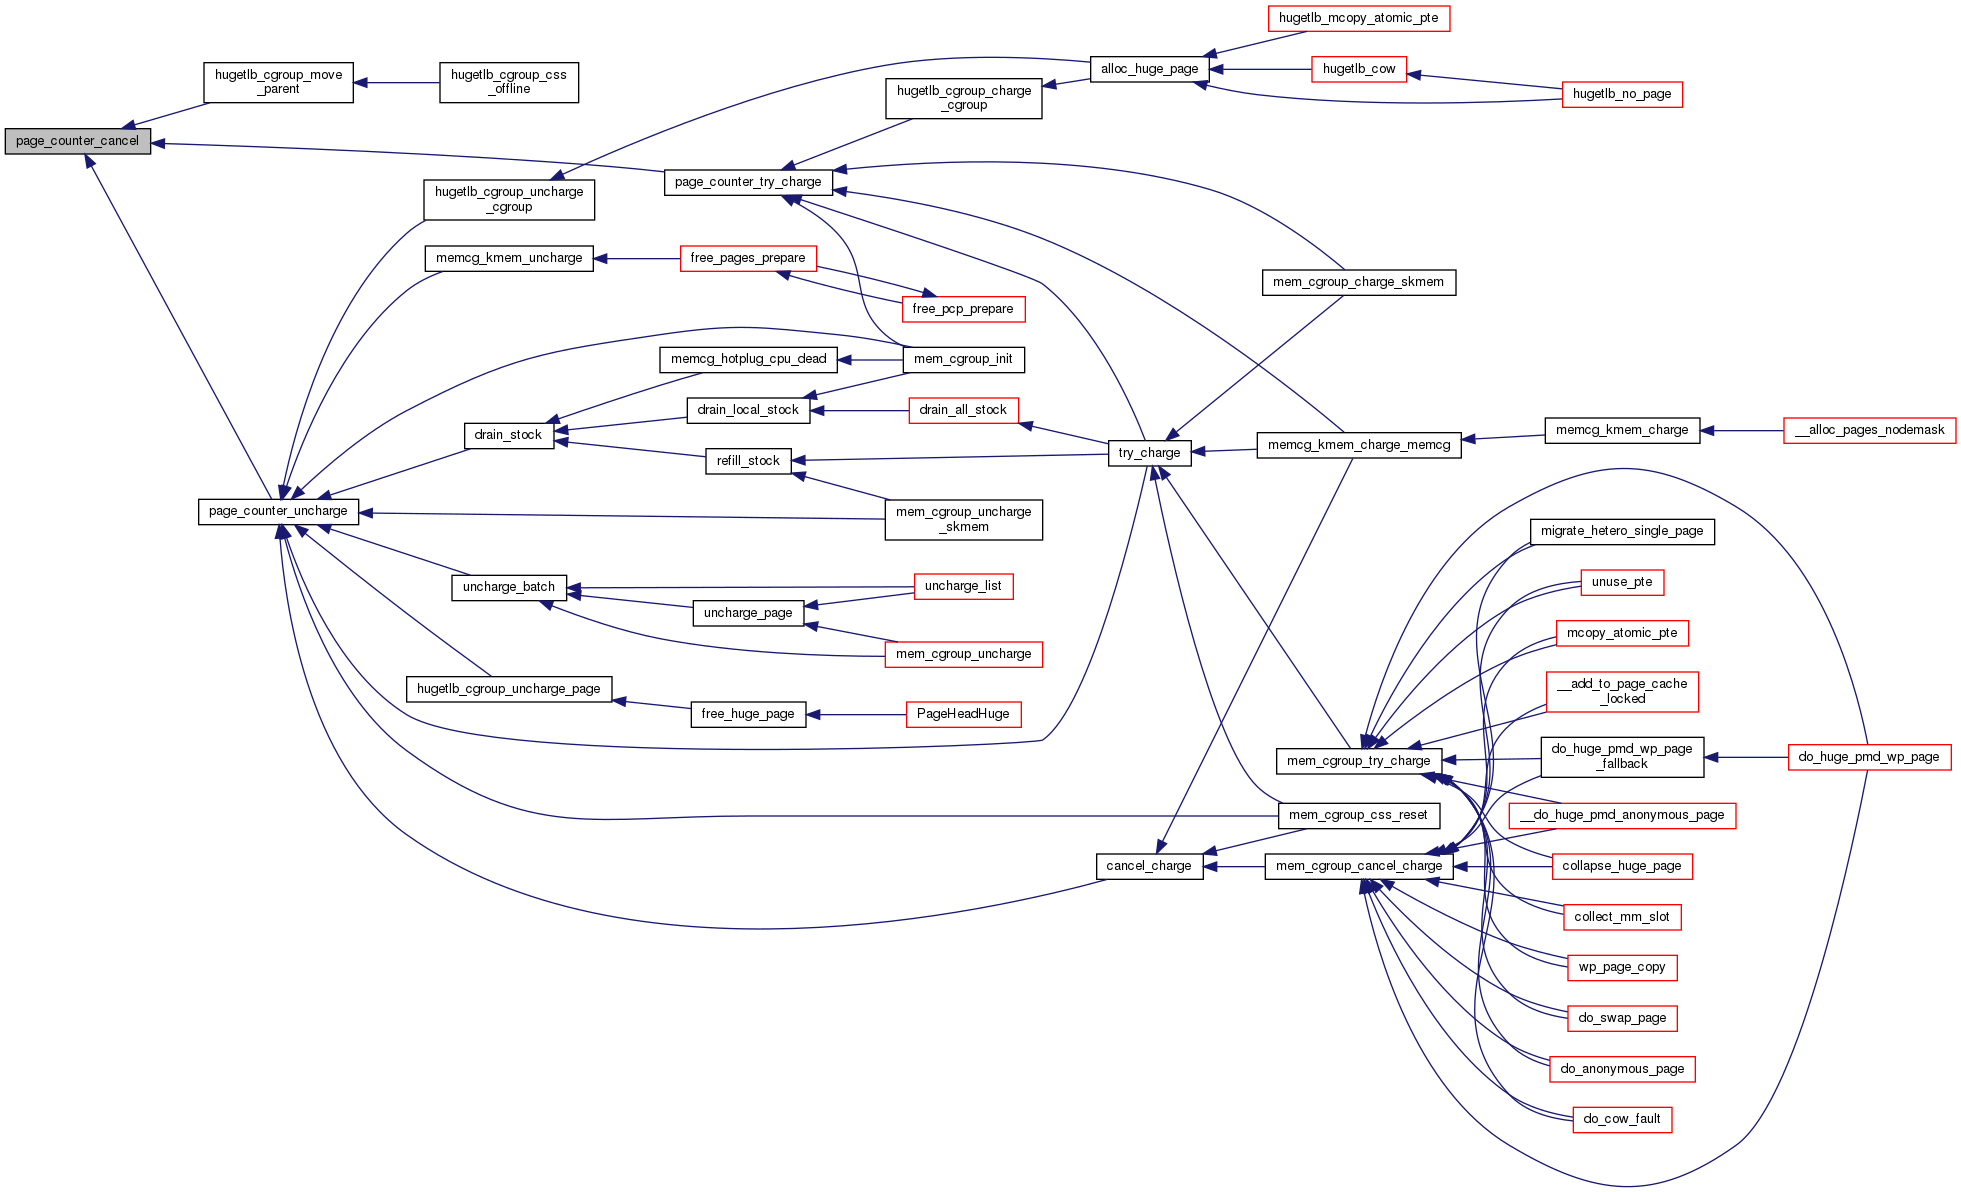 hugetlb_mcopy_atomic_pte
hugetlb_cgroup_move
_parent
hugetlb_cgroup_css
_offline
alloc_huge_page
hugetlb_cow
hugetlb_cgroup_charge
_cgroup
hugetlb_no_page
page_counter_cancel
page_counter_try_charge
hugetlb_cgroup_uncharge
_cgroup
memcg_kmem_uncharge
free_pages_prepare
free_pcp_prepare
mem_cgroup_charge_skmem
memcg_hotplug_cpu_dead
mem_cgroup_init
drain_local_stock
drain_all_stock
drain_stock
refill_stock
try_charge
memcg_kmem_charge_memcg
memcg_kmem_charge
__alloc_pages_nodemask
page_counter_uncharge
mem_cgroup_uncharge
_skmem
migrate_hetero_single_page
uncharge_batch
uncharge_list
unuse_pte
uncharge_page
mcopy_atomic_pte
mem_cgroup_uncharge
hugetlb_cgroup_uncharge_page
free_huge_page
PageHeadHuge
__add_to_page_cache
_locked
mem_cgroup_try_charge
do_huge_pmd_wp_page
_fallback
do_huge_pmd_wp_page
mem_cgroup_css_reset
__do_huge_pmd_anonymous_page
cancel_charge
mem_cgroup_cancel_charge
collapse_huge_page
collect_mm_slot
wp_page_copy
do_swap_page
do_anonymous_page
do_cow_fault